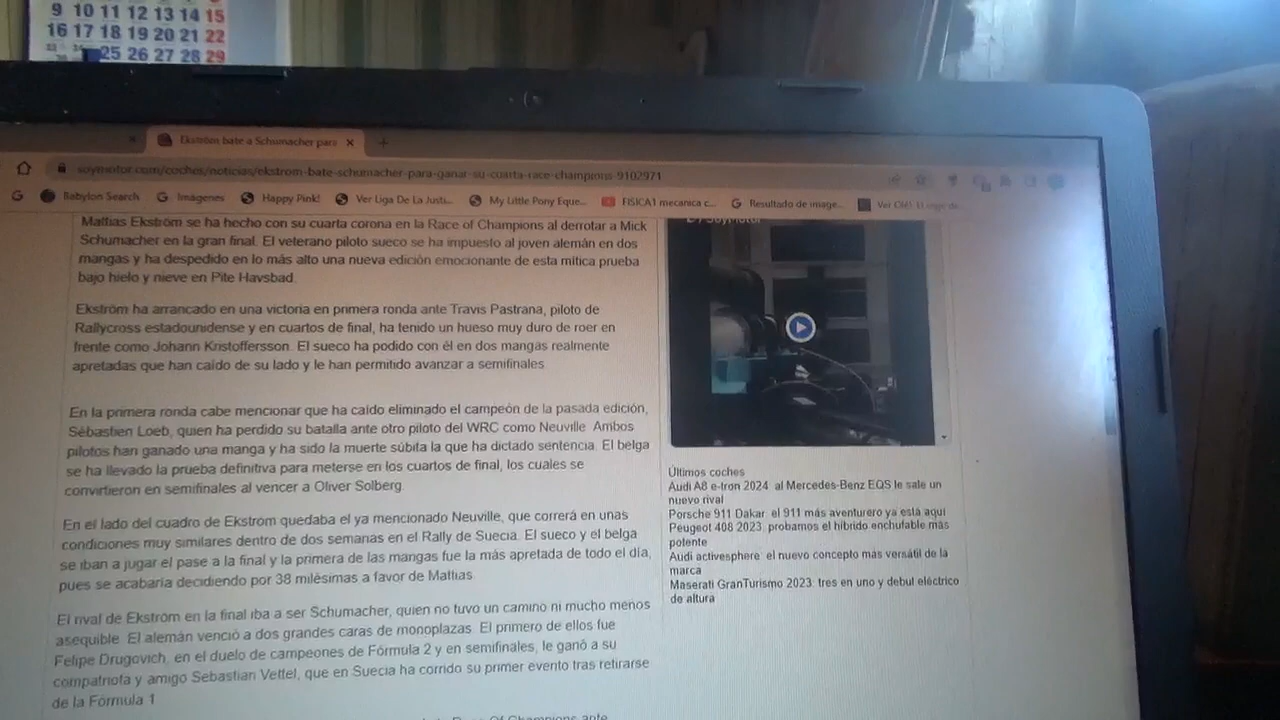 9 10 11 12 13 14 15
16 17 18 19 20 21 22
25 26 27 28 29
Ekström bate a Schumacher para
soymotor.com/coches/noticias/ekstrom-bate-schumacher-para-ganar-su-cuarta-race-champions-9102971
Babylon Search Imágenes Happy Pink! Ver Liga De La Justi... My Little Pony Eque... FISICA1 mecanica c... Resultado de image...
Mattias Ekström se ha hecho con su cuarta corona en la Race of Champions al derrotar a Mick
Schumacher en la gran final. El veterano piloto sueco se ha impuesto al joven alemán en dos
mangas y ha despedido en lo más alto una nueva edición emocionante de esta mítica prueba
bajo hielo y nieve en Pite Havsbad.
Ekström ha arrancado en una victoria en primera ronda ante Travis Pastrana, piloto de
Rallycross estadounidense y en cuartos de final, ha tenido un hueso muy duro de roer en
frente como Johann Kristoffersson. El sueco ha podido con él en dos mangas realmente
apretadas que han caído de su lado y le han permitido avanzar a semifinales
En la primera ronda cabe mencionar que ha caído eliminado el campeón de la pasada edición,
Sébastien Loeb, quien ha perdido su batalla ante otro piloto del WRC como Neuville. Ambos
pilotos han ganado una manga y ha sido la muerte súbita la que ha dictado sentencia. El belga
se ha llevado la prueba definitiva para meterse en los cuartos de final, los cuales se
convirtieron en semifinales al vencer a Oliver Solberg.
En el lado del cuadro de Ekström quedaba el ya mencionado Neuville, que correrá en unas
condiciones muy similares dentro de dos semanas en el Rally de Suecia. El sueco y el belga
se iban a jugar el pase a la final y la primera de las mangas fue la más apretada de todo el día,
pues se acabaría decidiendo por 38 milésimas a favor de Mattias
El rival de Ekström en la final iba a ser Schumacher, quien no tuvo un camino ni mucho menos
asequible. El alemán venció a dos grandes caras de monoplazas. El primero de ellos fue
Felipe Drugovich, en el duelo de campeones de Fórmula 2 y en semifinales, le ganó a su
compatriota y amigo Sebastian Vettel, que en Suecia ha corrido su primer evento tras retirarse
de la Fórmula 1
Race Of Champions ante
Últimos coches
Audi A8 e-tron 2024: al Mercedes-Benz EQS le sale un
nuevo rival
Porsche 911 Dakar: el 911 más aventurero ya está aquí
Peugeot 408 2023: probamos el híbrido enchufable más
potente
Audi activesphere: el nuevo concepto más versátil de la
marca
Maserati GranTurismo 2023: tres en uno y debut eléctrico
de altura